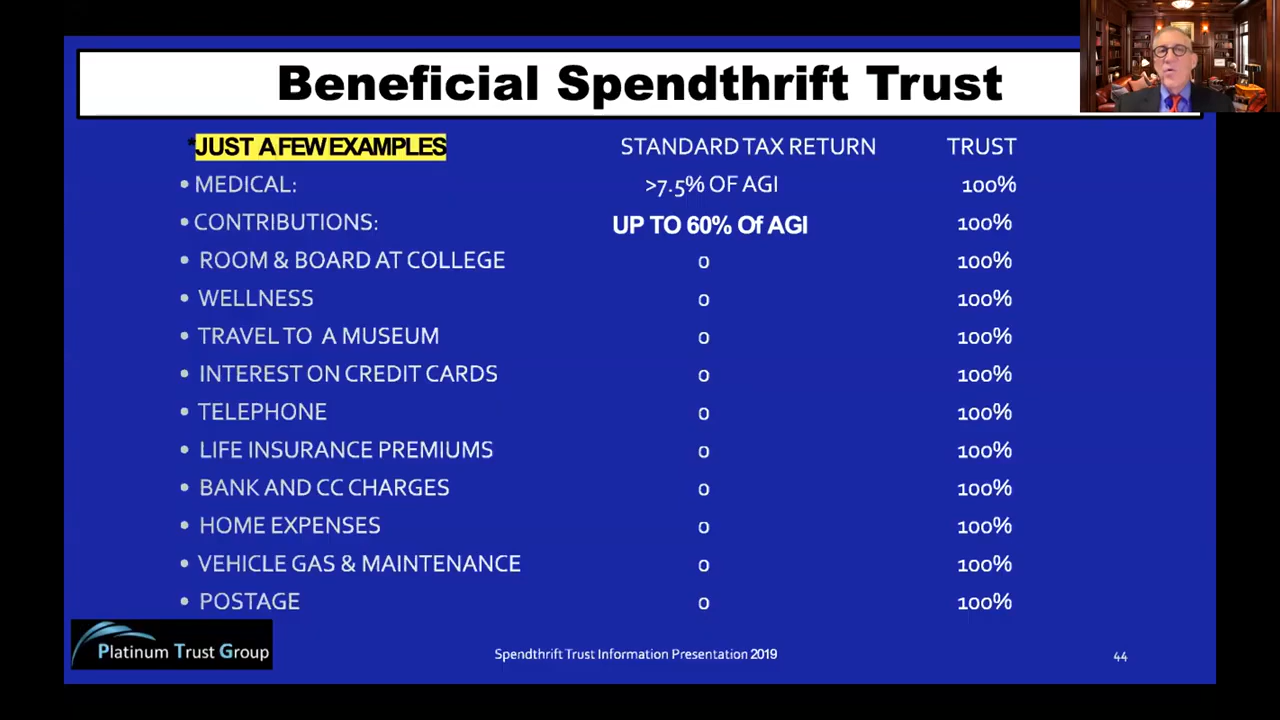 Beneficial Spendthrift Trust
*JUST A FEW EXAMPLES STANDARD TAX RETURN TRUST
• MEDICAL: >7.5% OF AGI 100%
• CONTRIBUTIONS: UP TO 60% Of AGI 100%
• ROOM & BOARD AT COLLEGE 0 100%
• WELLNESS 0 100%
• TRAVEL TO A MUSEUM 0 100%
• INTEREST ON CREDIT CARDS 0 100%
• TELEPHONE 0 100%
• LIFE INSURANCE PREMIUMS 0 100%
• BANK AND CC CHARGES 0 100%
• HOME EXPENSES 0 100%
• VEHICLE GAS & MAINTENANCE 0 100%
• POSTAGE 0 100%
Platinum Trust Group
Spendthrift Trust Information Presentation 2019
44